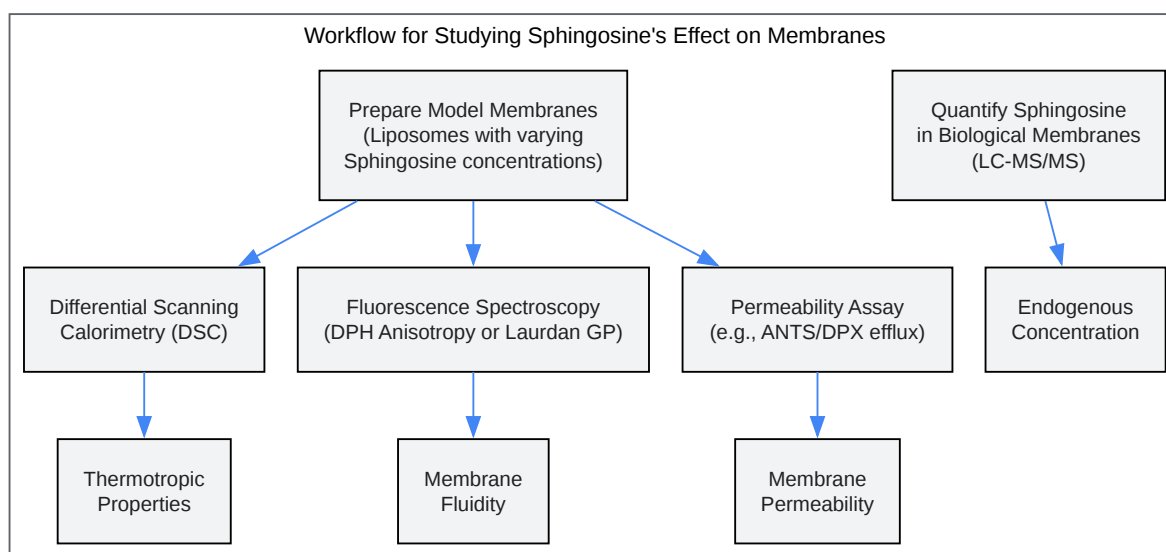 Workflow for Studying Sphingosine's Effect on Membranes
Prepare Model Membranes
(Liposomes with varying
Sphingosine concentrations)
Quantify Sphingosine
in Biological Membranes
(LC-MS/MS)
Differential Scanning
Calorimetry (DSC)
Fluorescence Spectroscopy
(DPH Anisotropy or Laurdan GP)
Permeability Assay
(e.g., ANTS/DPX efflux)
Endogenous
Concentration
Thermotropic
Properties
Membrane
Fluidity
Membrane
Permeability